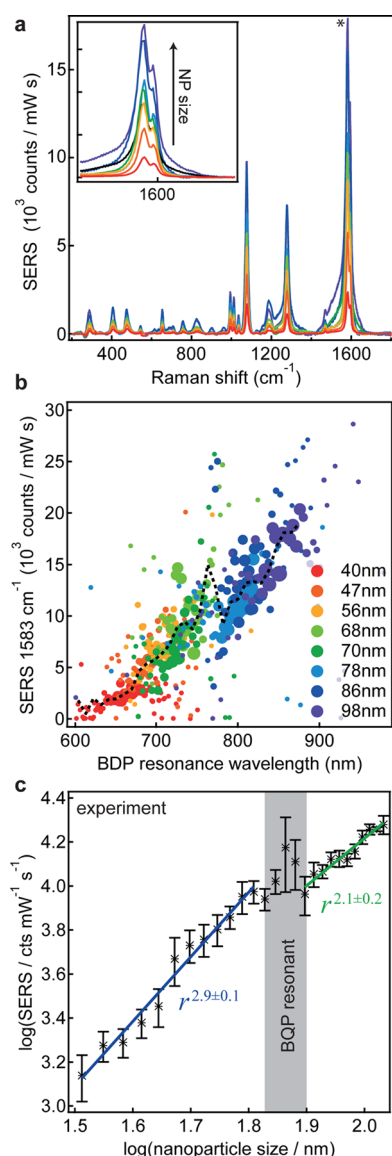 a
*
NP size
1600
15
10
5
0
SERS (10³ counts / mW s)
400
800
1200
1600
Raman shift (cm⁻¹)
b
30
25
20
15
10
5
0
SERS 1583 cm⁻¹ (10³ counts / mW s)
40nm
47nm
56nm
68nm
70nm
78nm
86nm
98nm
600
700
800
900
BDP resonance wavelength (nm)
c
experiment
4.4
4.2
4.0
3.8
3.6
3.4
3.2
3.0
log(SERS / cts mW⁻¹ s⁻¹)
r²·⁹±⁰·¹
BQP resonant
r²·¹±⁰·²
1.5
1.6
1.7
1.8
1.9
2.0
log(nanoparticle size / nm)